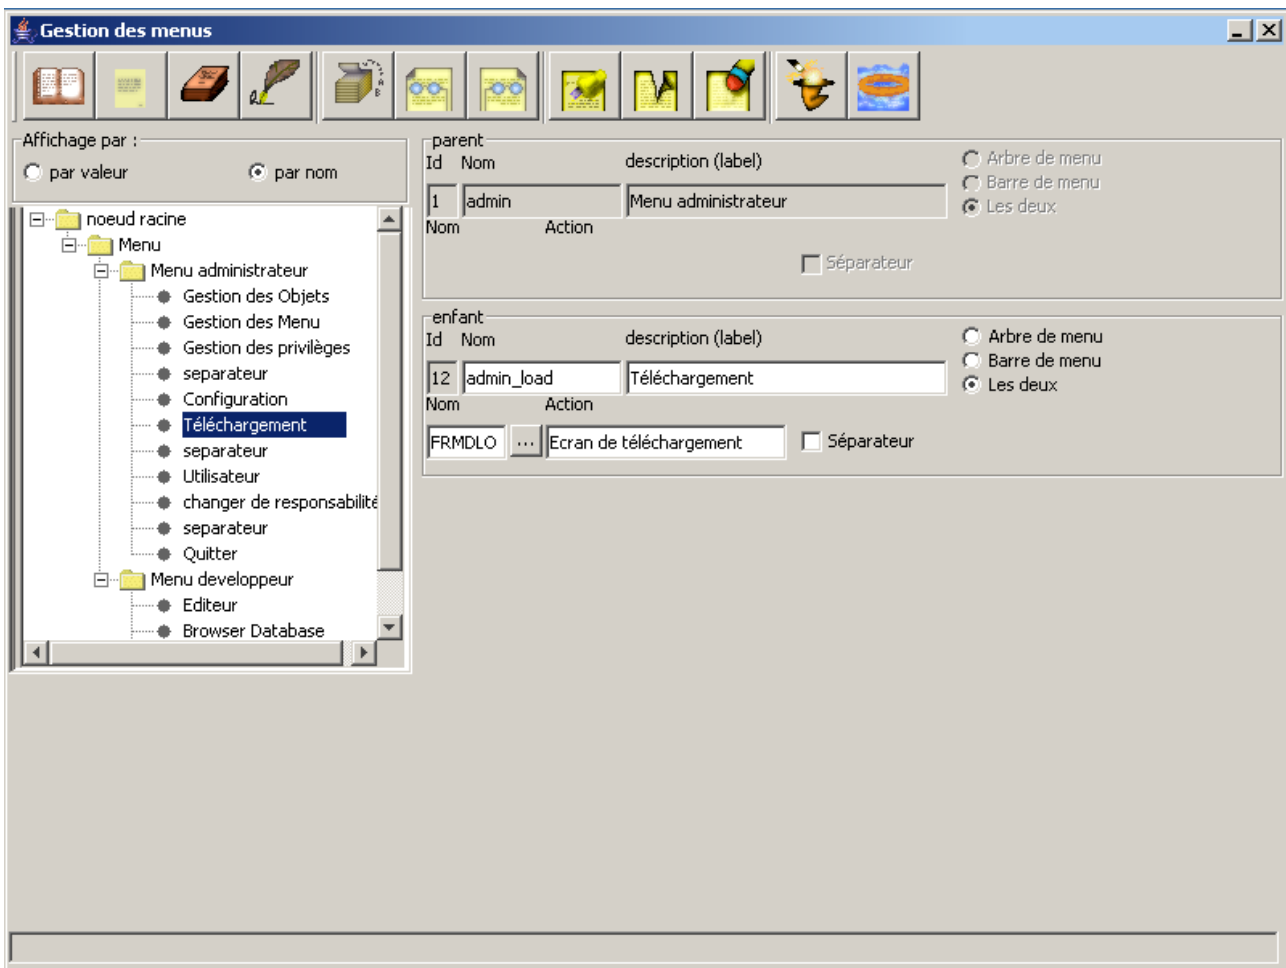 Gestion des menus
Affichage par :
par valeur
par nom
noeud racine
Menu
Menu administrateur
Gestion des Objets
Gestion des Menu
Gestion des privilèges
separateur
Configuration
Téléchargement
separateur
Utilisateur
changer de responsabilité
separateur
Quitter
Menu developpeur
Editeur
Browser Database
parent
Id Nom description (label)
1 admin Menu administrateur
Nom Action
Arbre de menu
Barre de menu
Les deux
Séparateur
enfant
Id Nom description (label)
12 admin_load Téléchargement
Nom Action
Arbre de menu
Barre de menu
Les deux
FRMDLO ... Ecran de téléchargement Séparateur